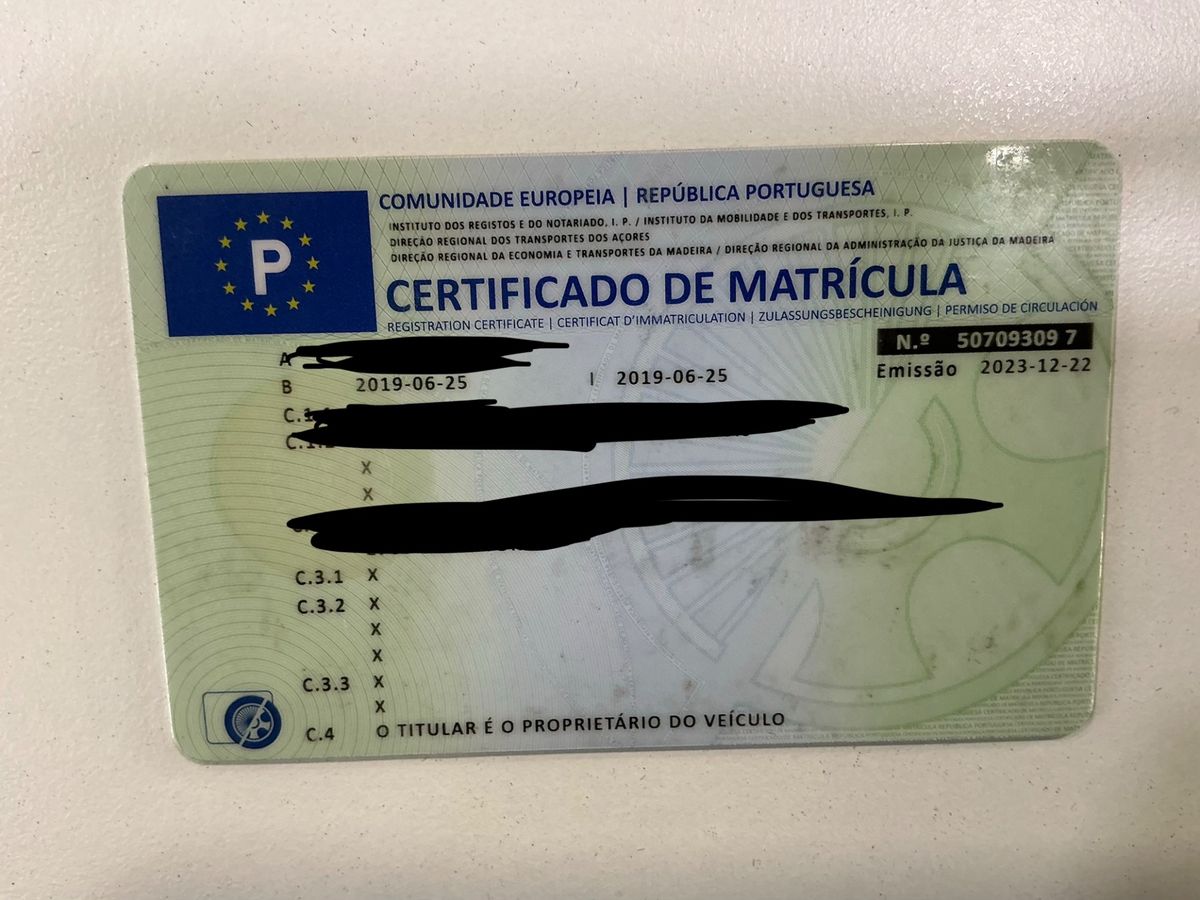 P
COMUNIDADE EUROPEIA | REPÚBLICA PORTUGUESA
INSTITUTO DOS REGISTOS E DO NOTARIADO, I. P. / INSTITUTO DA MOBILIDADE E DOS TRANSPORTES, I. P.
DIREÇÃO REGIONAL DOS TRANSPORTES DOS AÇORES
DIREÇÃO REGIONAL DA ECONOMIA E TRANSPORTES DA MADEIRA / DIREÇÃO REGIONAL DA ADMINISTRAÇÃO DA JUSTIÇA DA MADEIRA
CERTIFICADO DE MATRÍCULA
REGISTRATION CERTIFICATE | CERTIFICAT D'IMMATRICULATION | ZULASSUNGSBESCHEINIGUNG | PERMISO DE CIRCULACIÓN
N.º 50709309 7
A
B 2019-06-25 I 2019-06-25 Emissão 2023-12-22
X
X
C.3.1 X
C.3.2 X
X
X
C.3.3 X
X
C.4 O TITULAR É O PROPRIETÁRIO DO VEÍCULO